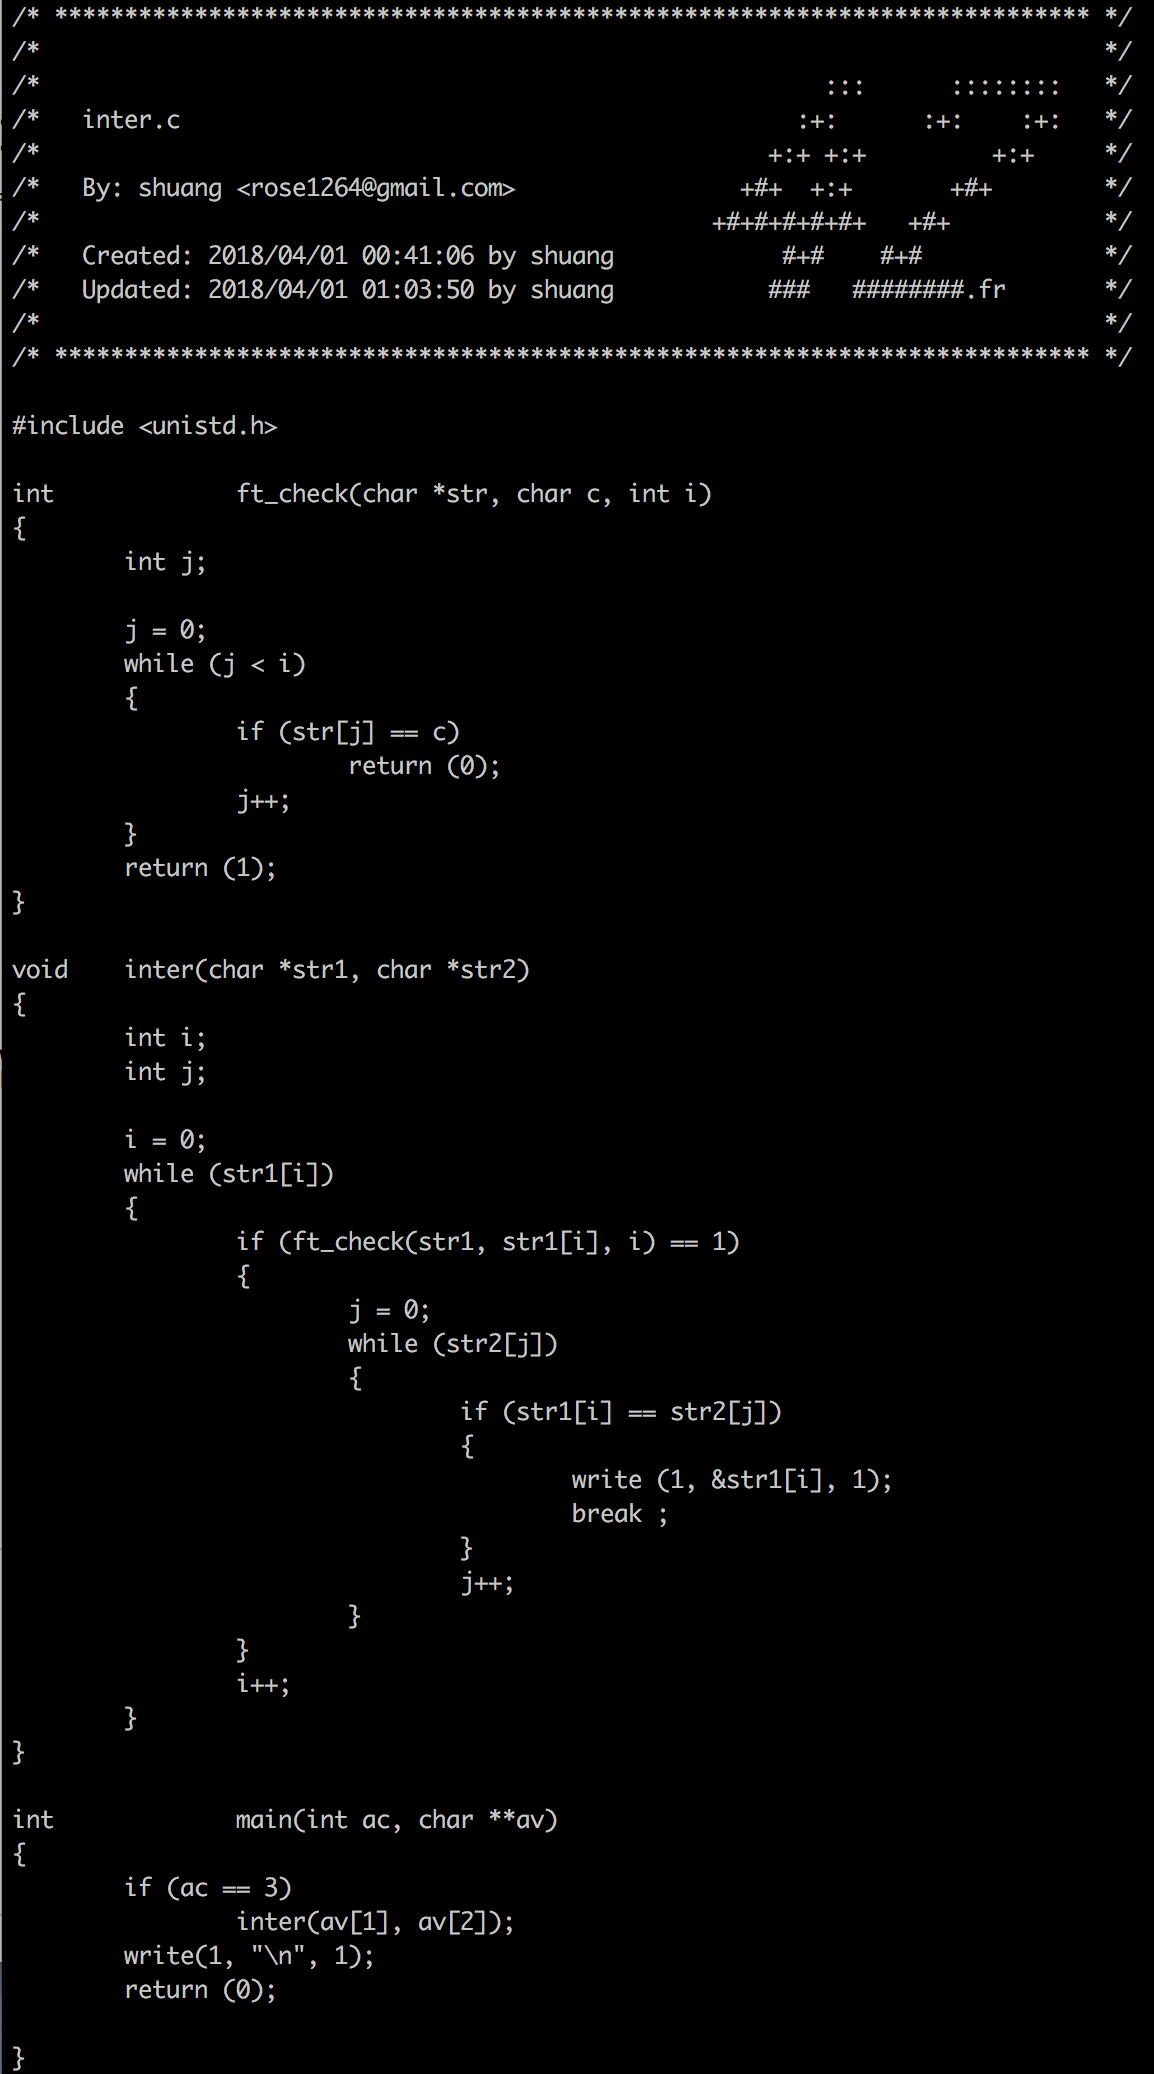 /* ************************************************************************** */
/*                                                                            */
/*                                                        :::      ::::::::   */
/*   inter.c                                            :+:      :+:    :+:   */
/*                                                    +:+ +:+         +:+     */
/*   By: shuang <rose1264@gmail.com>                +#+  +:+       +#+        */
/*                                                +#+#+#+#+#+   +#+           */
/*   Created: 2018/04/01 00:41:06 by shuang            #+#    #+#             */
/*   Updated: 2018/04/01 01:03:50 by shuang           ###   ########.fr       */
/*                                                                            */
/* ************************************************************************** */

#include <unistd.h>

int		ft_check(char *str, char c, int i)
{
	int j;

	j = 0;
	while (j < i)
	{
		if (str[j] == c)
			return (0);
		j++;
	}
	return (1);
}

void	inter(char *str1, char *str2)
{
	int i;
	int j;

	i = 0;
	while (str1[i])
	{
		if (ft_check(str1, str1[i], i) == 1)
		{
			j = 0;
			while (str2[j])
			{
				if (str1[i] == str2[j])
				{
					write (1, &str1[i], 1);
					break ;
				}
				j++;
			}
		}
		i++;
	}
}

int		main(int ac, char **av)
{
	if (ac == 3)
		inter(av[1], av[2]);
	write(1, "\n", 1);
	return (0);

}